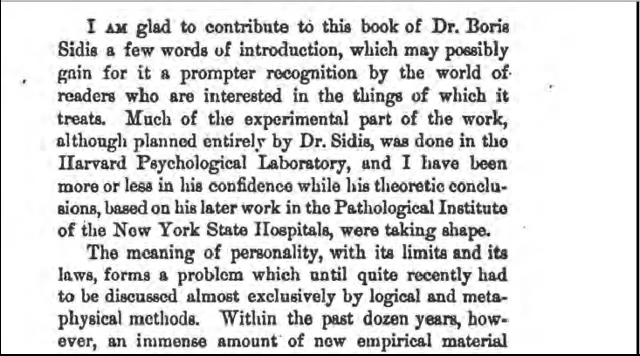 I AM glad to contribute to this book of Dr. Boris
Sidis a few words of introduction, which may possibly
gain for it a prompter recognition by the world of
readers who are interested in the things of which it
treats. Much of the experimental part of the work,
although planned entirely by Dr. Sidis, was done in the
Harvard Psychological Laboratory, and I have been
more or less in his confidence while his theoretic conclu-
sions, based on his later work in the Pathological Institute
of the New York State Hospitals, were taking shape.
The meaning of personality, with its limits and its
laws, forms a problem which until quite recently had
to be discussed almost exclusively by logical and meta-
physical methods. Within the past dozen years, how-
ever, an immense amount of new empirical material